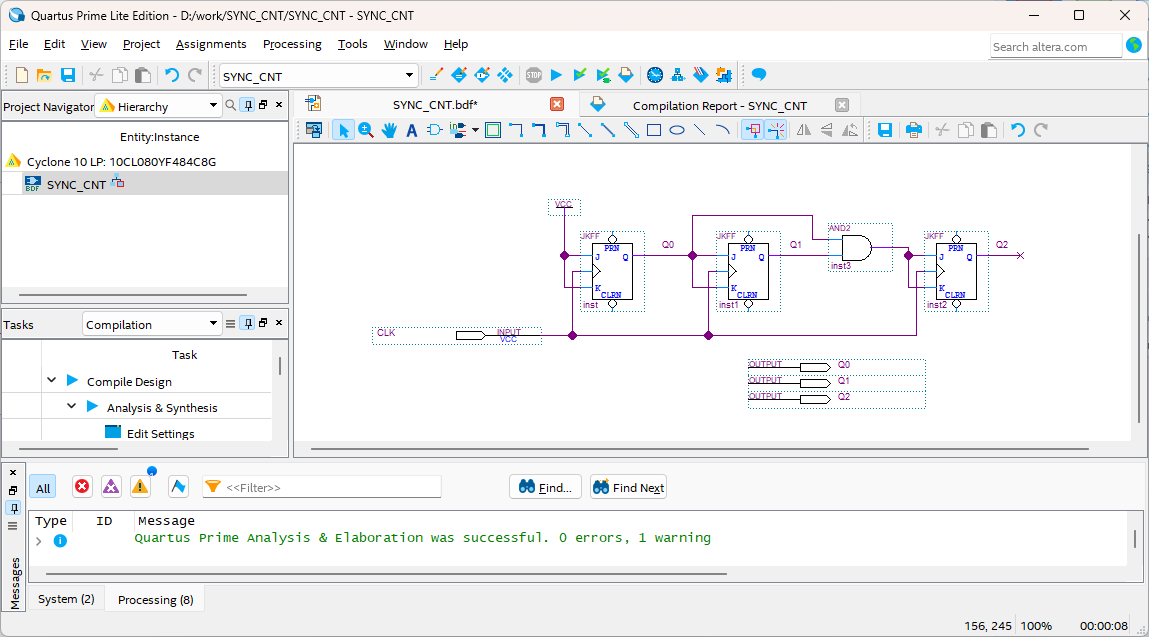 Quartus Prime Lite Edition - D:/work/SYNC_CNT/SYNC_CNT - SYNC_CNT
File Edit View Project Assignments Processing Tools Window Help
Search altera.com
STOP
SYNC_CNT
Project Navigator
Hierarchy
Entity:Instance
Cyclone 10 LP: 10CL080YF484C8G
BDF
SYNC_CNT
Tasks
Compilation
Task
Compile Design
Analysis & Synthesis
Edit Settings
SYNC_CNT.bdf*
Compilation Report - SYNC_CNT
A
VCC
JKFF
PRN
J
Q
K
CLRN
inst
Q0
JKFF
PRN
J
Q
K
CLRN
inst1
Q1
AND2
inst3
JKFF
PRN
J
Q
K
CLRN
inst2
Q2
CLK
INPUT
VCC
OUTPUT Q0
OUTPUT Q1
OUTPUT Q2
Messages
All
<<Filter>>
Find...
Find Next
Type ID Message
Quartus Prime Analysis & Elaboration was successful. 0 errors, 1 warning
System (2)
Processing (8)
156, 245 100% 00:00:08